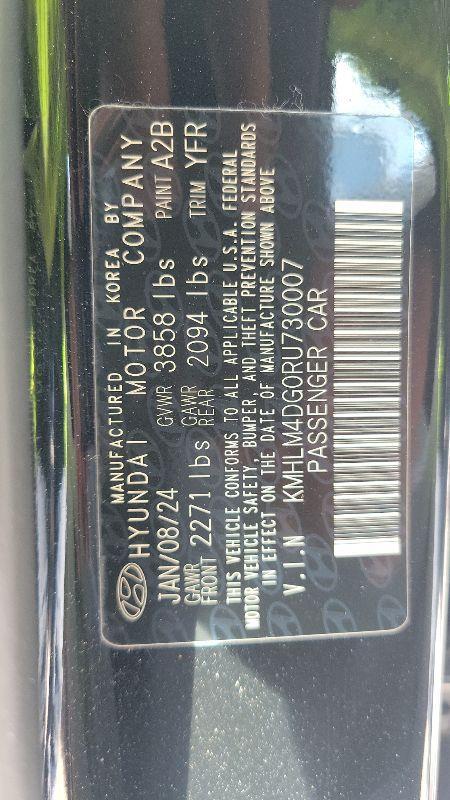 MANUFACTURED IN KOREA BY
HYUNDAI MOTOR COMPANY
JAN/08/24 GVWR 3858 lbs PAINT A2B
GAWR FRONT 2271 lbs GAWR REAR 2094 lbs TRIM YFR
THIS VEHICLE CONFORMS TO ALL APPLICABLE U.S.A. FEDERAL
MOTOR VEHICLE SAFETY, BUMPER, AND THEFT PREVENTION STANDARDS
IN EFFECT ON THE DATE OF MANUFACTURE SHOWN ABOVE
V.I.N KMHLM4DG0RU730007
PASSENGER CAR